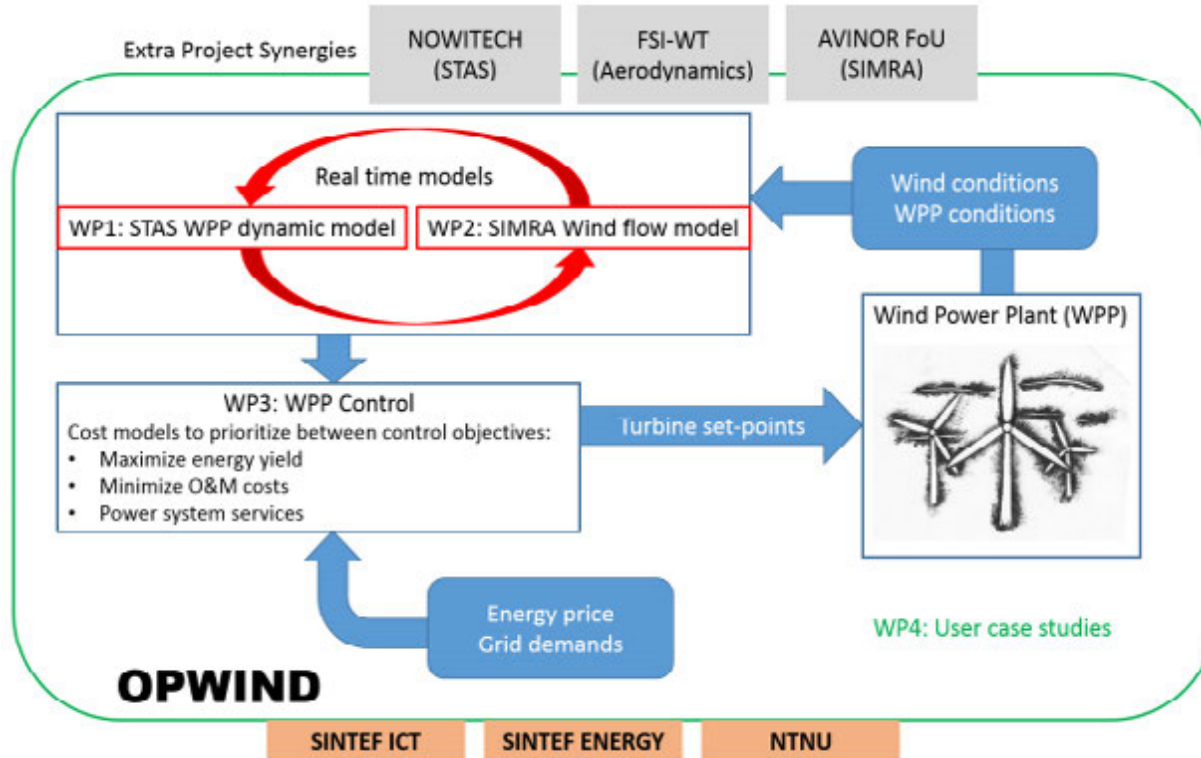 Extra Project Synergies
NOWITECH
(STAS)
FSI-WT
(Aerodynamics)
AVINOR FoU
(SIMRA)
Real time models
WP1: STAS WPP dynamic model
WP2: SIMRA Wind flow model
Wind conditions
WPP conditions
Wind Power Plant (WPP)
WP3: WPP Control
Cost models to prioritize between control objectives:
• Maximize energy yield
• Minimize O&M costs
• Power system services
Turbine set-points
Energy price
Grid demands
WP4: User case studies
OPWIND
SINTEF ICT
SINTEF ENERGY
NTNU